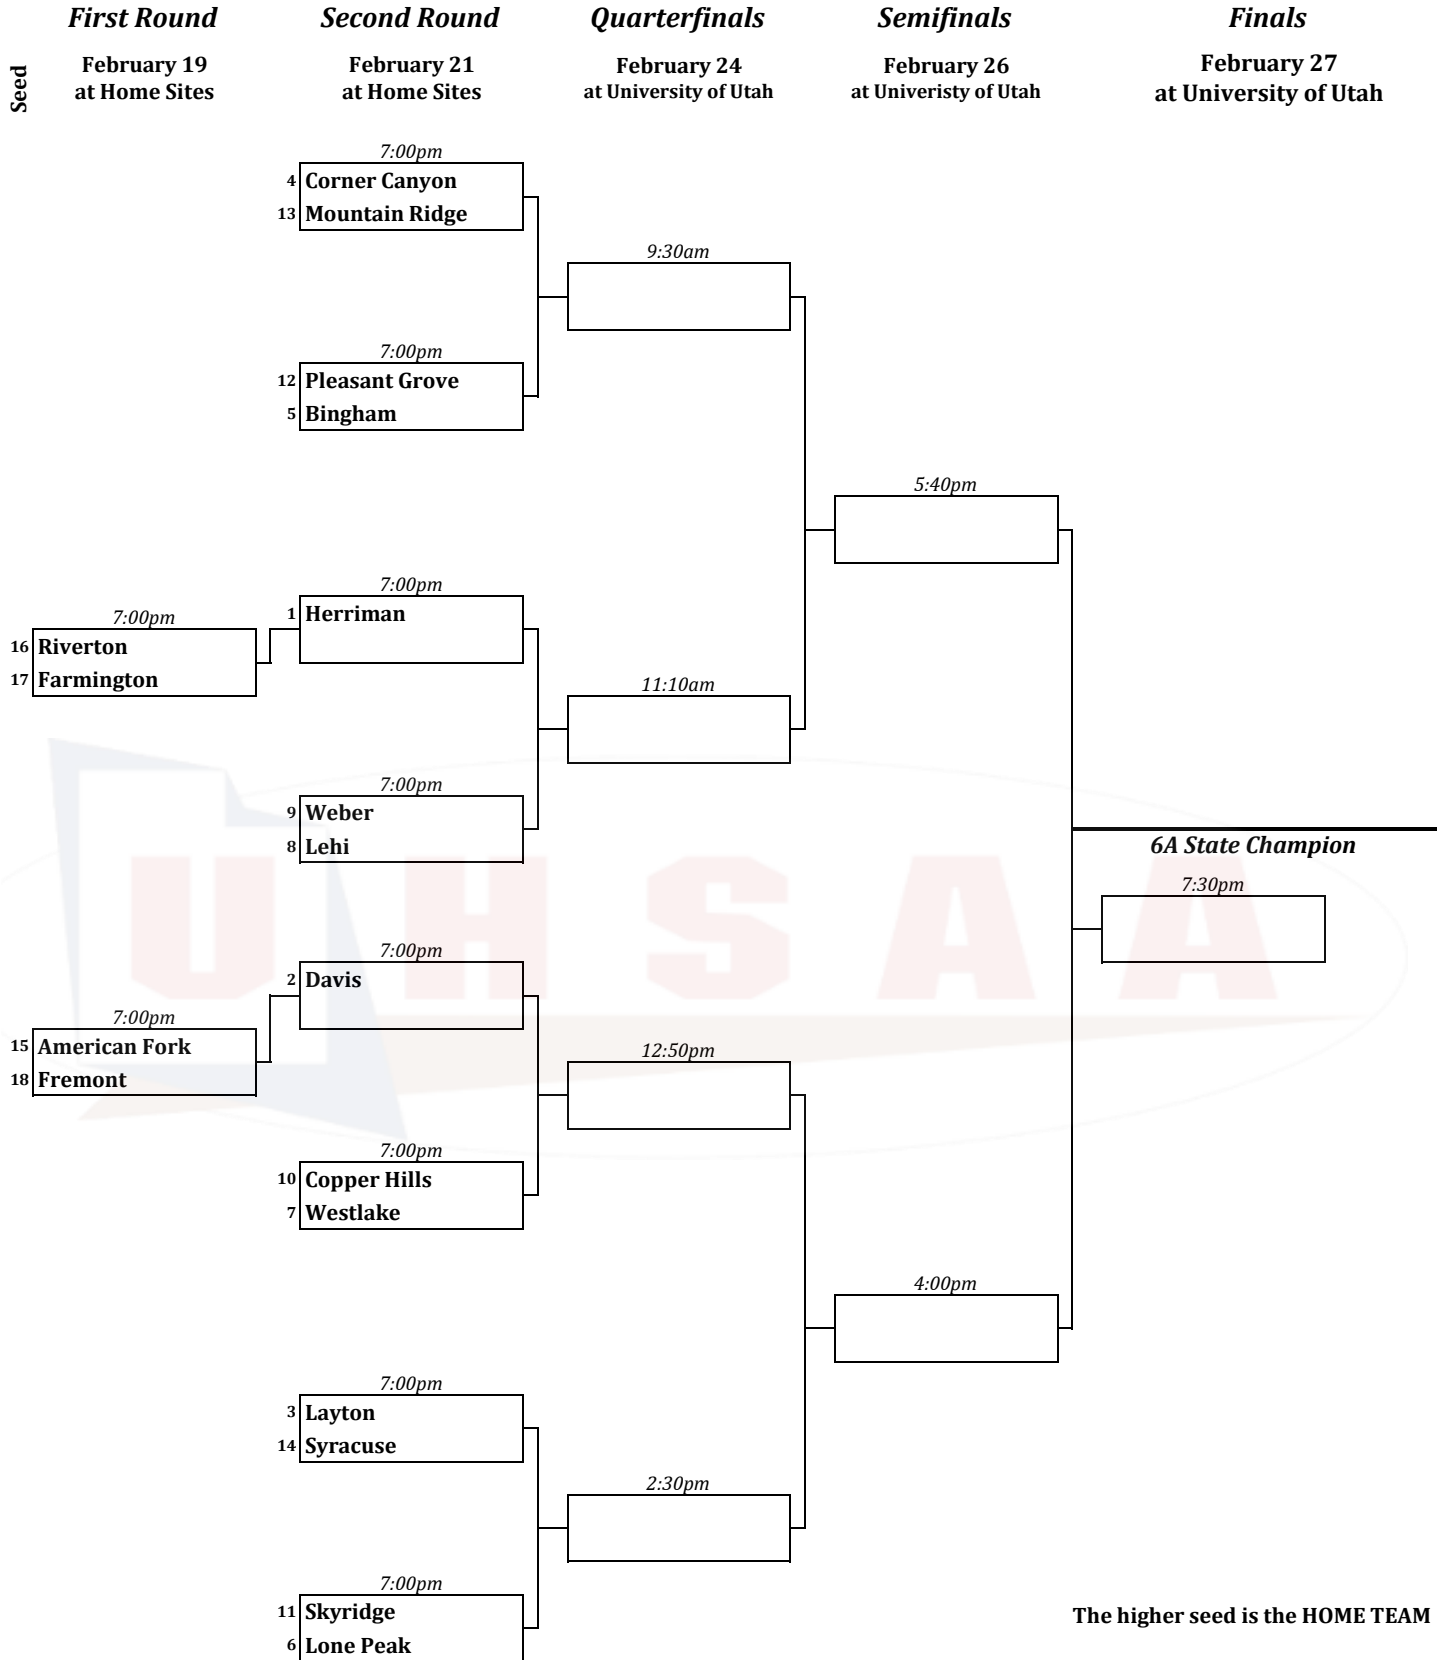 First Round
Second Round
Quarterfinals
Semifinals
Finals
Seed
February 19
at Home Sites
February 21
at Home Sites
February 24
at University of Utah
February 26
at Univeristy of Utah
February 27
at University of Utah
7:00pm
4 Corner Canyon
13 Mountain Ridge
9:30am
7:00pm
12 Pleasant Grove
5 Bingham
5:40pm
7:00pm
1 Herriman
7:00pm
16 Riverton
17 Farmington
11:10am
7:00pm
9 Weber
8 Lehi
6A State Champion
7:30pm
UHSAA
7:00pm
2 Davis
7:00pm
15 American Fork
18 Fremont
12:50pm
7:00pm
10 Copper Hills
7 Westlake
4:00pm
7:00pm
3 Layton
14 Syracuse
2:30pm
7:00pm
11 Skyridge
6 Lone Peak
The higher seed is the HOME TEAM